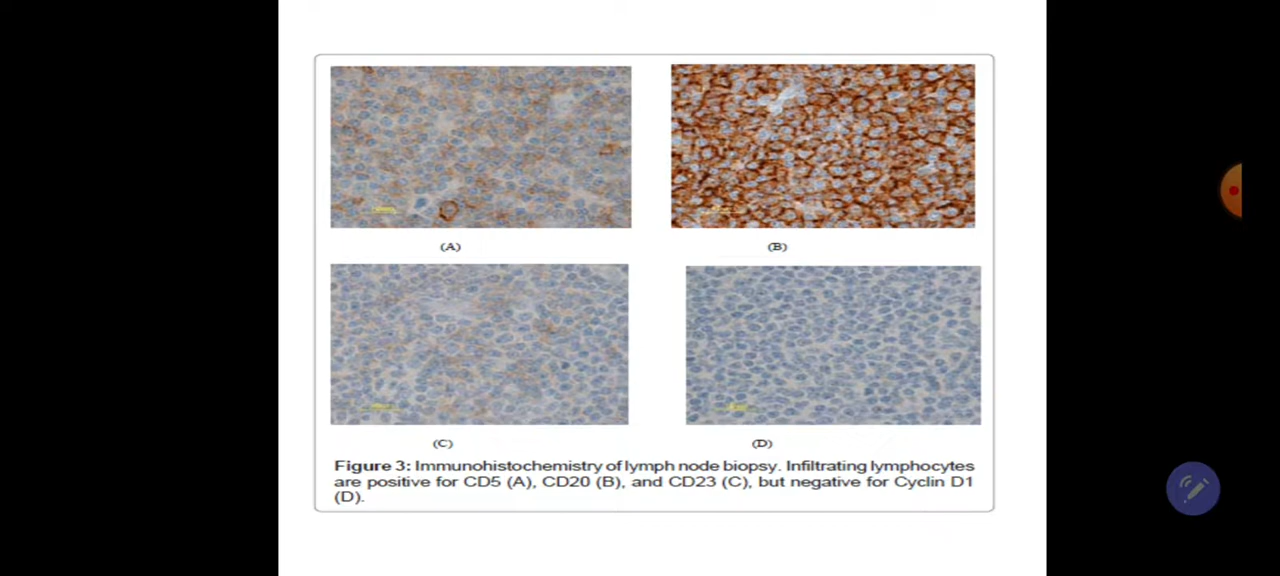 (A)
(B)
(C)
(D)
Figure 3: Immunohistochemistry of lymph node biopsy. Infiltrating lymphocytes
are positive for CD5 (A), CD20 (B), and CD23 (C), but negative for Cyclin D1
(D).